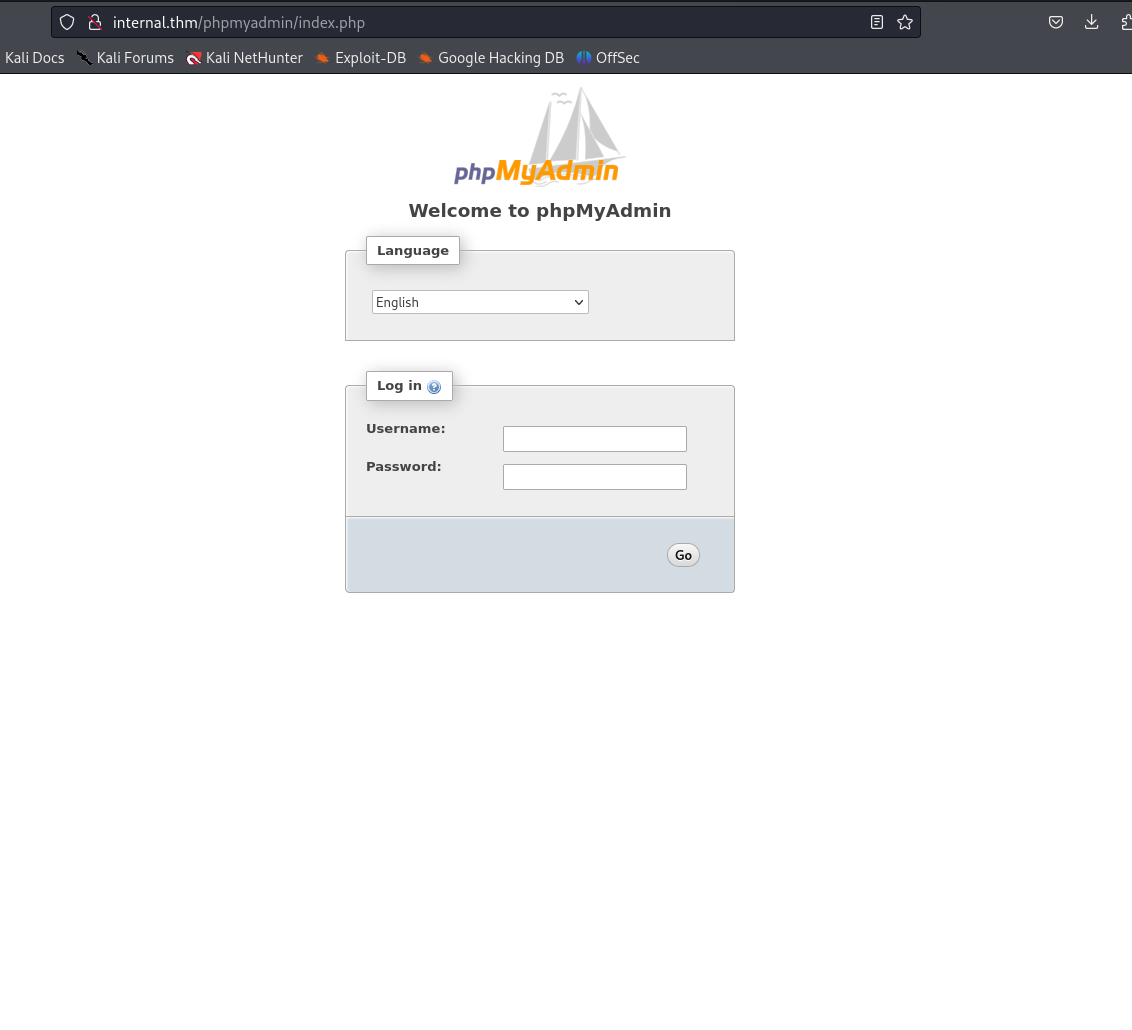 internal.thm/phpmyadmin/index.php
Kali Docs Kali Forums Kali NetHunter Exploit-DB Google Hacking DB OffSec
phpMyAdmin
Welcome to phpMyAdmin
Language
English
Log in
Username:
Password:
Go